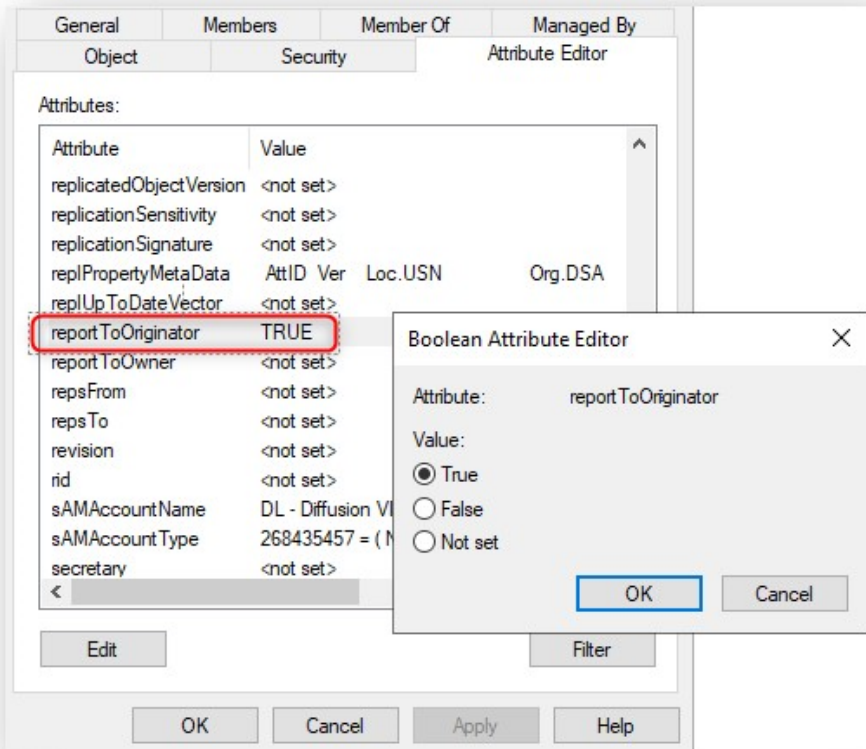 General Members Member Of Managed By
Object Security Attribute Editor
Attributes:
Attribute Value
replicatedObjectVersion <not set>
replicationSensitivity <not set>
replicationSignature <not set>
replPropertyMetaData AttID Ver Loc.USN Org.DSA
replUpToDateVector <not set>
reportToOriginator TRUE
reportToOwner <not set>
repsFrom <not set>
repsTo <not set>
revision <not set>
rid <not set>
sAMAccountName DL - Diffusion
sAMAccountType 268435457 = (
secretary <not set>
Edit Filter
OK Cancel Apply Help
Boolean Attribute Editor
Attribute: reportToOriginator
Value:
True
False
Not set
OK Cancel